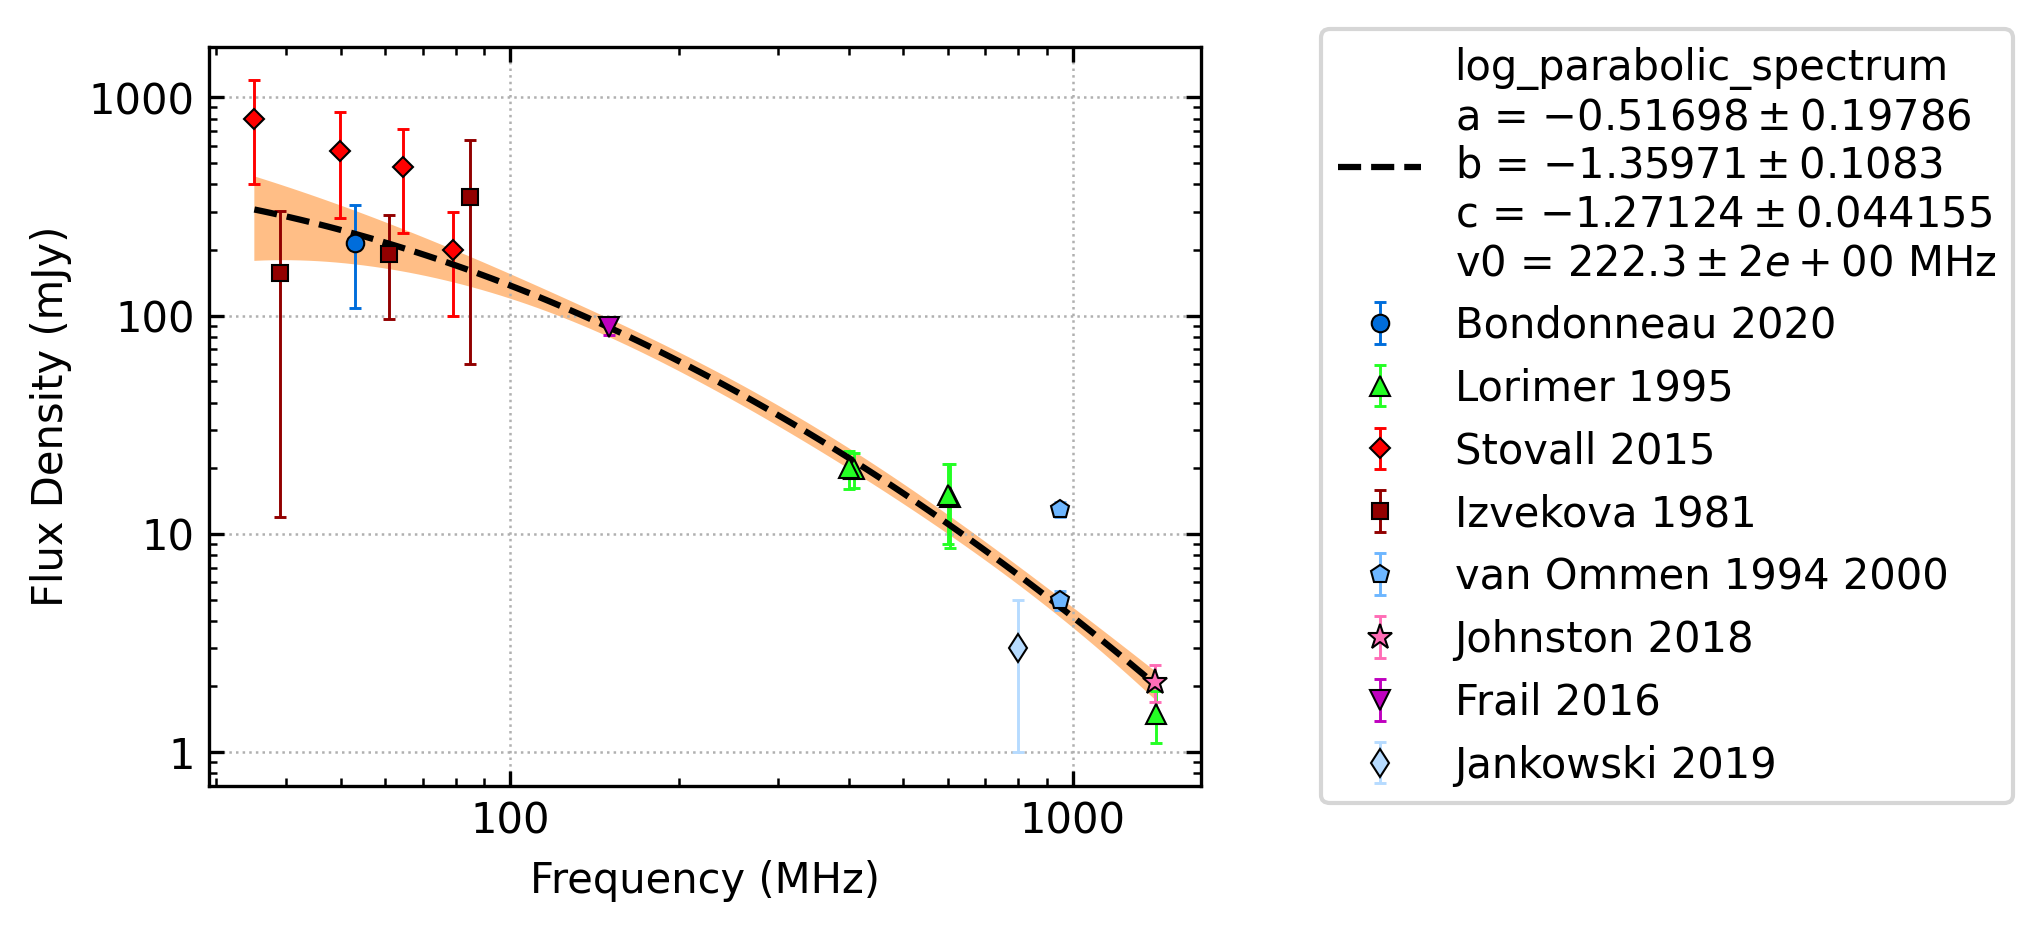 1000
100
10
1
Flux Density (mJy)
100
1000
Frequency (MHz)
log_parabolic_spectrum
a = −0.51698 ± 0.19786
b = −1.35971 ± 0.1083
c = −1.27124 ± 0.044155
v0 = 222.3 ± 2e + 00 MHz
Bondonneau 2020
Lorimer 1995
Stovall 2015
Izvekova 1981
van Ommen 1994 2000
Johnston 2018
Frail 2016
Jankowski 2019